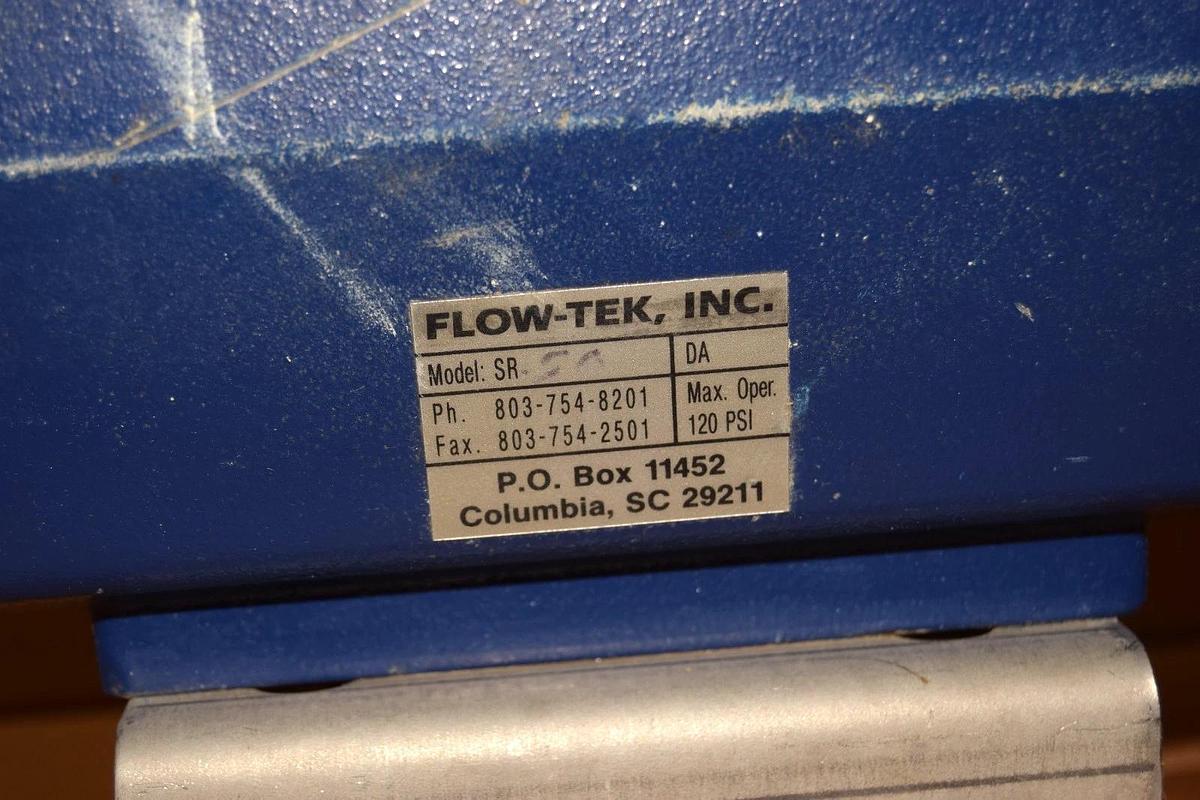 FLOW-TEK, INC.
Model: SR
DA
Ph. 803-754-8201
Fax. 803-754-2501
Max. Oper.
120 PSI
P.O. Box 11452
Columbia, SC 29211